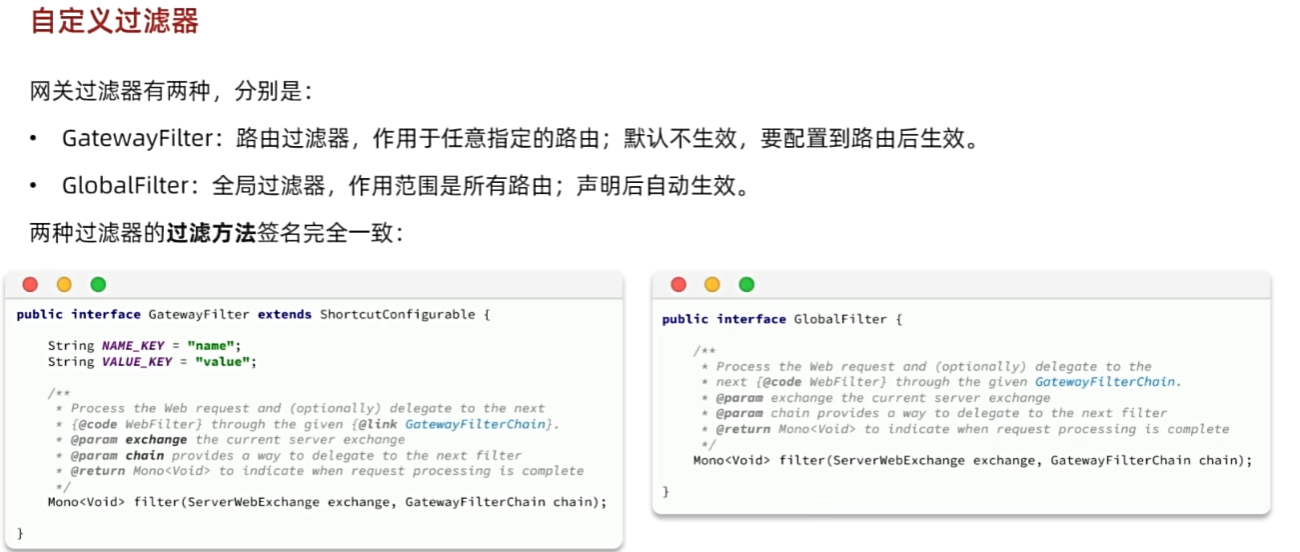 自定义过滤器
网关过滤器有两种，分别是：
• GatewayFilter：路由过滤器，作用于任意指定的路由；默认不生效，要配置到路由后生效。
• GlobalFilter：全局过滤器，作用范围是所有路由；声明后自动生效。
两种过滤器的过滤方法签名完全一致：
public interface GatewayFilter extends ShortcutConfigurable {
String NAME_KEY = "name";
String VALUE_KEY = "value";
/**
* Process the Web request and (optionally) delegate to the next
* {@code WebFilter} through the given {@link GatewayFilterChain}.
* @param exchange the current server exchange
* @param chain provides a way to delegate to the next filter
* @return Mono<Void> to indicate when request processing is complete
*/
Mono<Void> filter(ServerWebExchange exchange, GatewayFilterChain chain);
}
public interface GlobalFilter {
/**
* Process the Web request and (optionally) delegate to the
* next {@code WebFilter} through the given GatewayFilterChain.
* @param exchange the current server exchange
* @param chain provides a way to delegate to the next filter
* @return Mono<Void> to indicate when request processing is complete
*/
Mono<Void> filter(ServerWebExchange exchange, GatewayFilterChain chain);
}